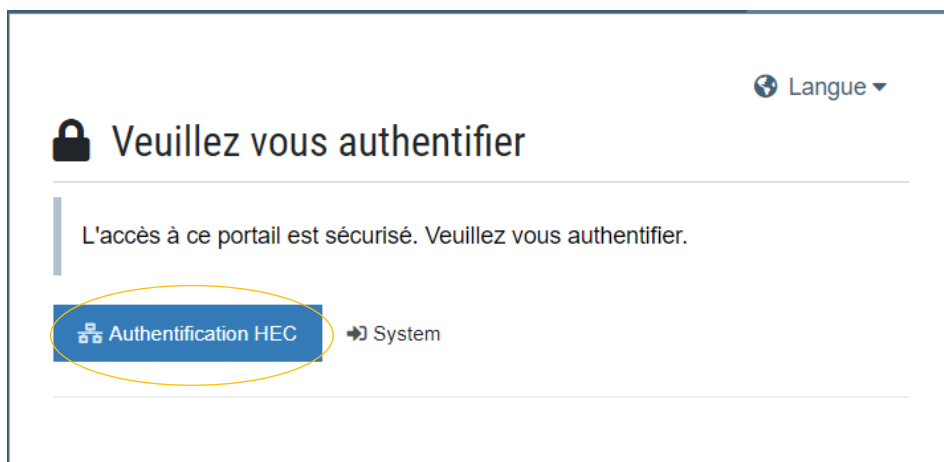 Langue
Veuillez vous authentifier
L'accès à ce portail est sécurisé. Veuillez vous authentifier.
Authentification HEC System